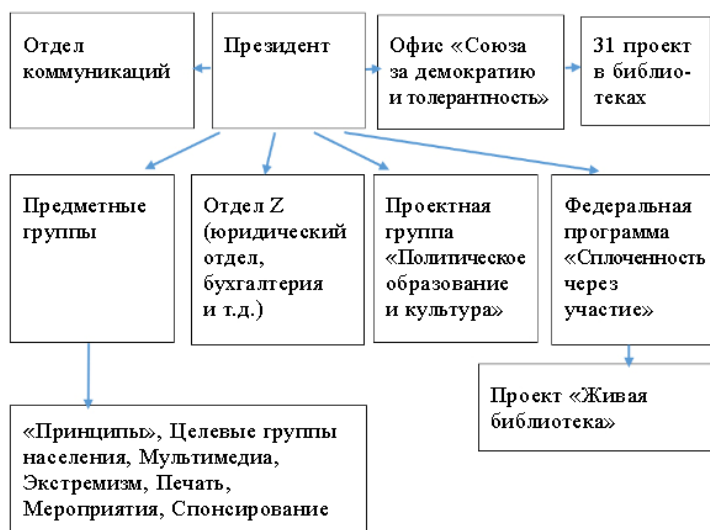 Отдел
коммуникаций
Президент
Офис «Союза
за демократию
и толерантность»
31 проект
в библио-
теках
Предметные
группы
Отдел Z
(юридический
отдел,
бухгалтерия
и т.д.)
Проектная
группа
«Политическое
образование
и культура»
Федеральная
программа
«Сплоченность
через
участие»
Проект «Живая
библиотека»
«Принципы», Целевые группы
населения, Мультимедиа,
Экстремизм, Печать,
Мероприятия, Спонсирование